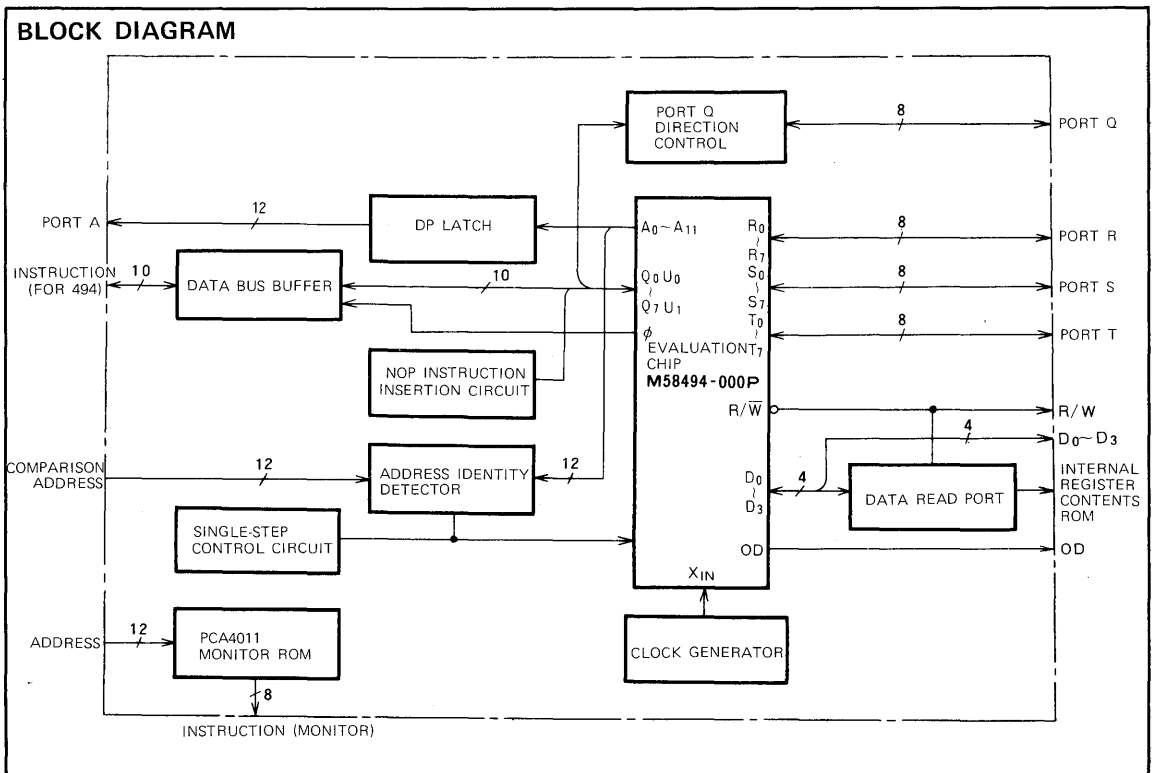 BLOCK DIAGRAM
PORT Q
DIRECTION
CONTROL
8
PORT Q
PORT A
12
DP LATCH
A0~A11
R0
~
R7
8
PORT R
INSTRUCTION
(FOR 494)
10
DATA BUS BUFFER
10
Q0 U0
~
Q7 U1
S0
~
S7
8
PORT S
φ
T0
~
T7
8
PORT T
EVALUATION
CHIP
M58494-000P
NOP INSTRUCTION
INSERTION CIRCUIT
R/W̅
R/W
4
D0~D3
COMPARISON
ADDRESS
12
ADDRESS IDENTITY
DETECTOR
12
D0
~
D3
4
DATA READ PORT
INTERNAL
REGISTER
CONTENTS
ROM
SINGLE-STEP
CONTROL CIRCUIT
OD
OD
XIN
ADDRESS
12
PCA4011
MONITOR ROM
CLOCK GENERATOR
8
INSTRUCTION (MONITOR)